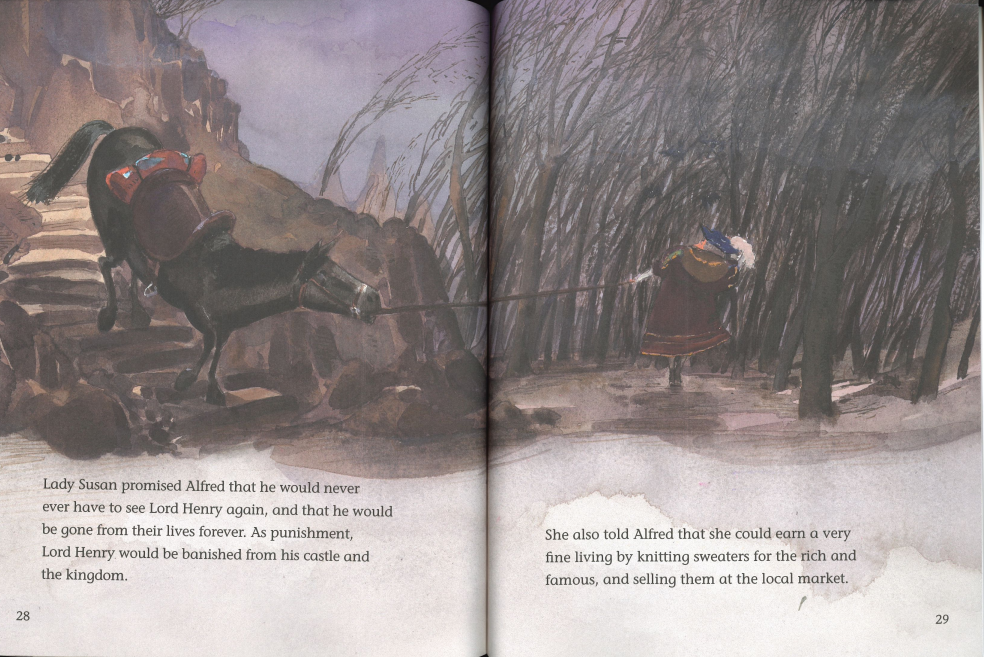 Lady Susan promised Alfred that he would never
ever have to see Lord Henry again, and that he would
be gone from their lives forever. As punishment,
Lord Henry would be banished from his castle and
the kingdom.
28
She also told Alfred that she could earn a very
fine living by knitting sweaters for the rich and
famous, and selling them at the local market.
29